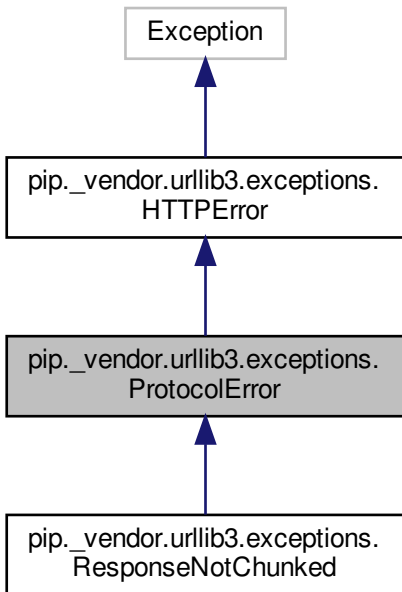 Exception
pip._vendor.urllib3.exceptions.
HTTPError
pip._vendor.urllib3.exceptions.
ProtocolError
pip._vendor.urllib3.exceptions.
ResponseNotChunked